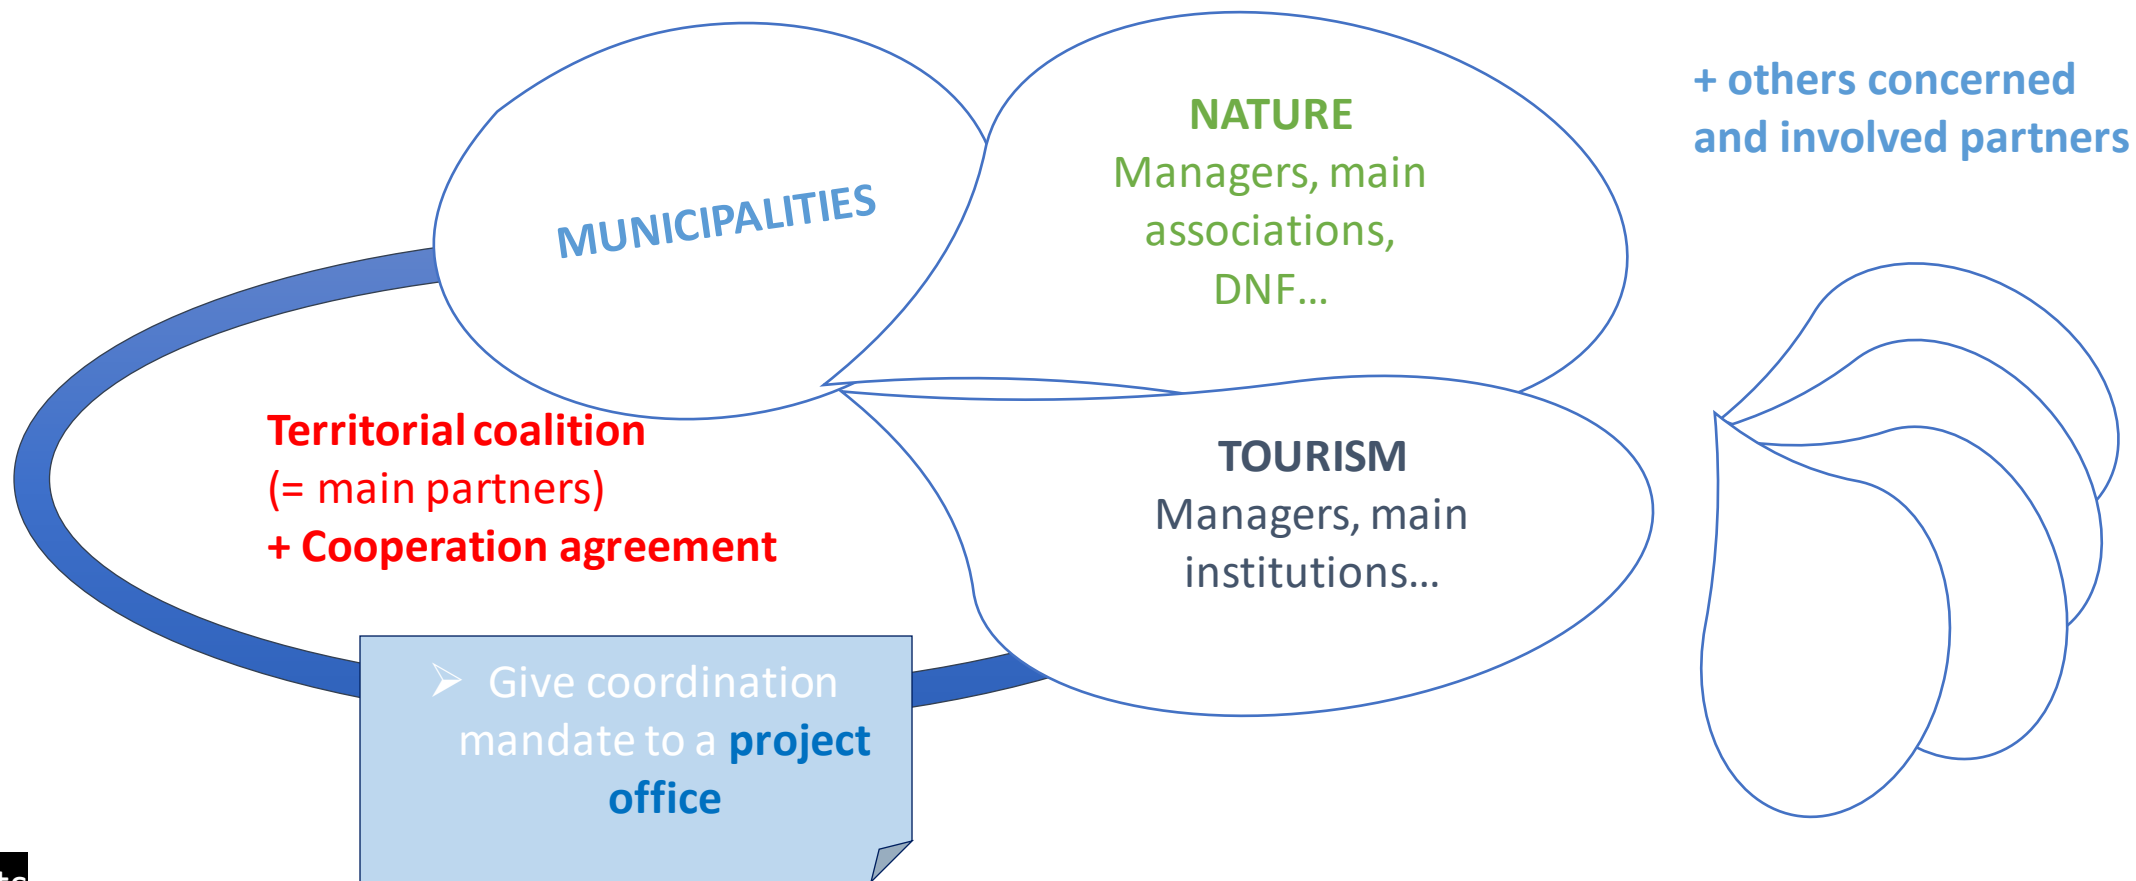 MUNICIPALITIES
NATURE
Managers, main
associations,
DNF...
+ others concerned
and involved partners
Territorial coalition
(= main partners)
+ Cooperation agreement
TOURISM
Managers, main
institutions...
➢ Give coordination
mandate to a project
office